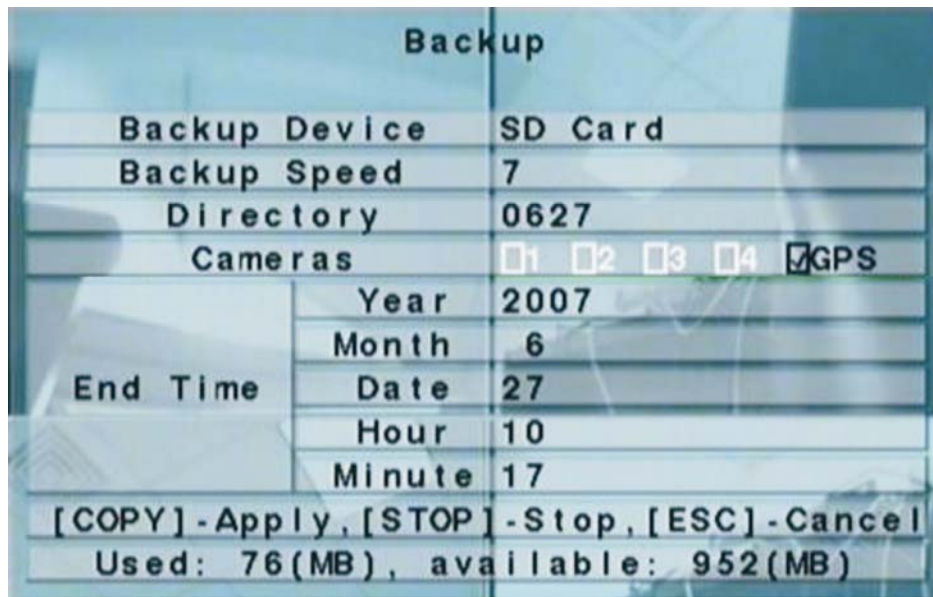 Backup
Backup Device SD Card
Backup Speed 7
Directory 0627
Cameras 1 2 3 4 GPS
Year 2007
Month 6
End Time Date 27
Hour 10
Minute 17
[COPY]-Apply,[STOP]-Stop,[ESC]-Cancel
Used: 76(MB), available: 952(MB)